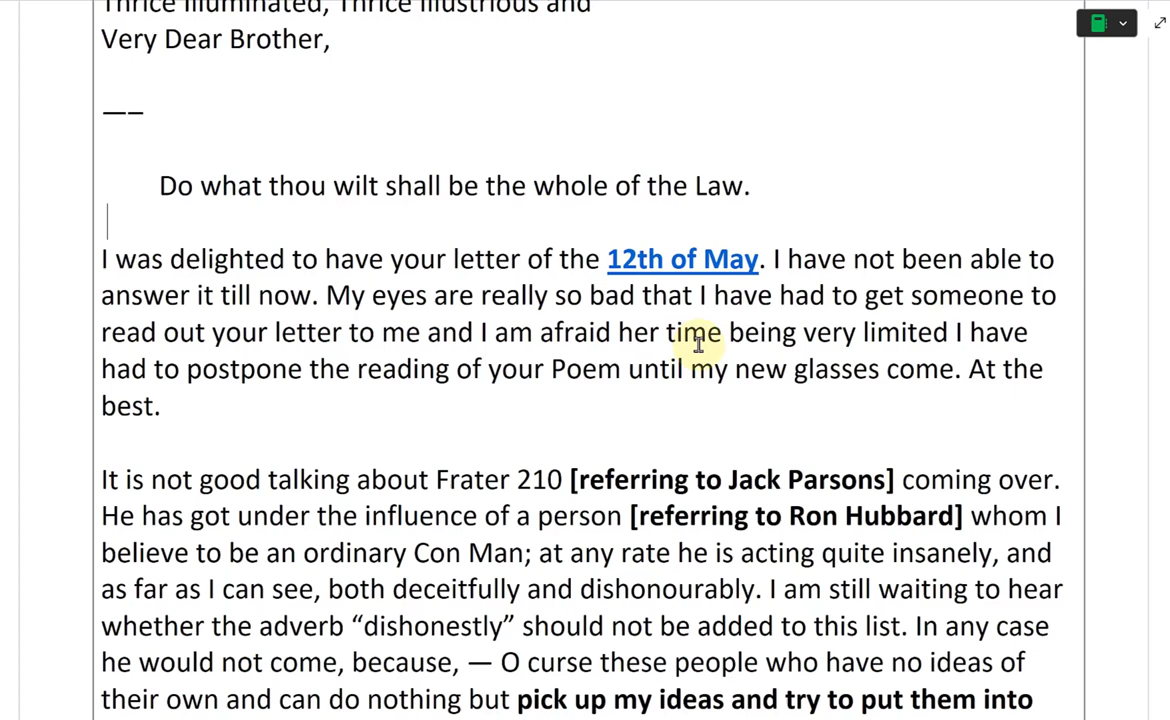 Thrice Illuminated, Thrice Illustrious and
Very Dear Brother,
—–
Do what thou wilt shall be the whole of the Law.
I was delighted to have your letter of the 12th of May. I have not been able to
answer it till now. My eyes are really so bad that I have had to get someone to
read out your letter to me and I am afraid her time being very limited I have
had to postpone the reading of your Poem until my new glasses come. At the
best.
It is not good talking about Frater 210 [referring to Jack Parsons] coming over.
He has got under the influence of a person [referring to Ron Hubbard] whom I
believe to be an ordinary Con Man; at any rate he is acting quite insanely, and
as far as I can see, both deceitfully and dishonourably. I am still waiting to hear
whether the adverb “dishonestly” should not be added to this list. In any case
he would not come, because, — O curse these people who have no ideas of
their own and can do nothing but pick up my ideas and try to put them into